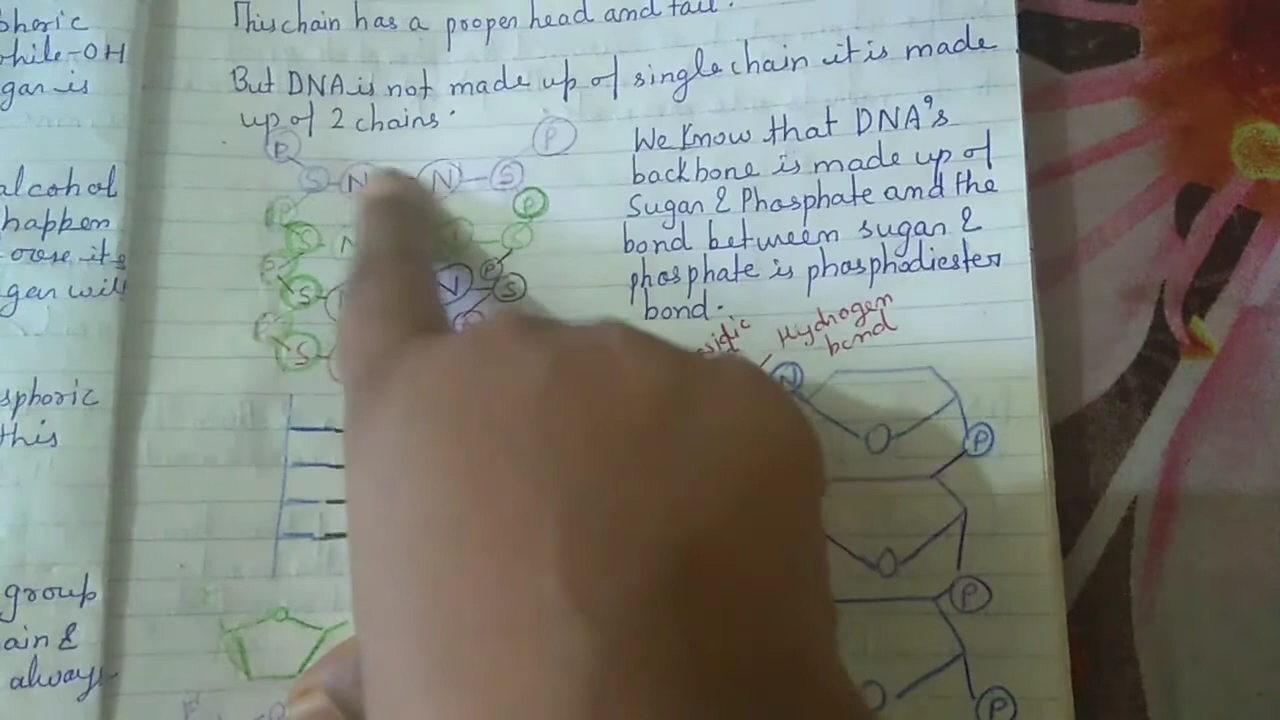 phoric
while-OH
gar is
alcohol
happen
gar will
sphoric
this
group
ain &
always
This chain has a proper head and tail.
But DNA is not made up of single chain it is made
up of 2 chains.
P
P
S N N S
P
P
S N
P
P
S
S
P
S
We Know that DNA's
backbone is made up of
Sugar & Phosphate and the
bond between sugar &
phosphate is phosphodiester
bond.
Hydrogen
bond
N
O
P
O
P
P
O